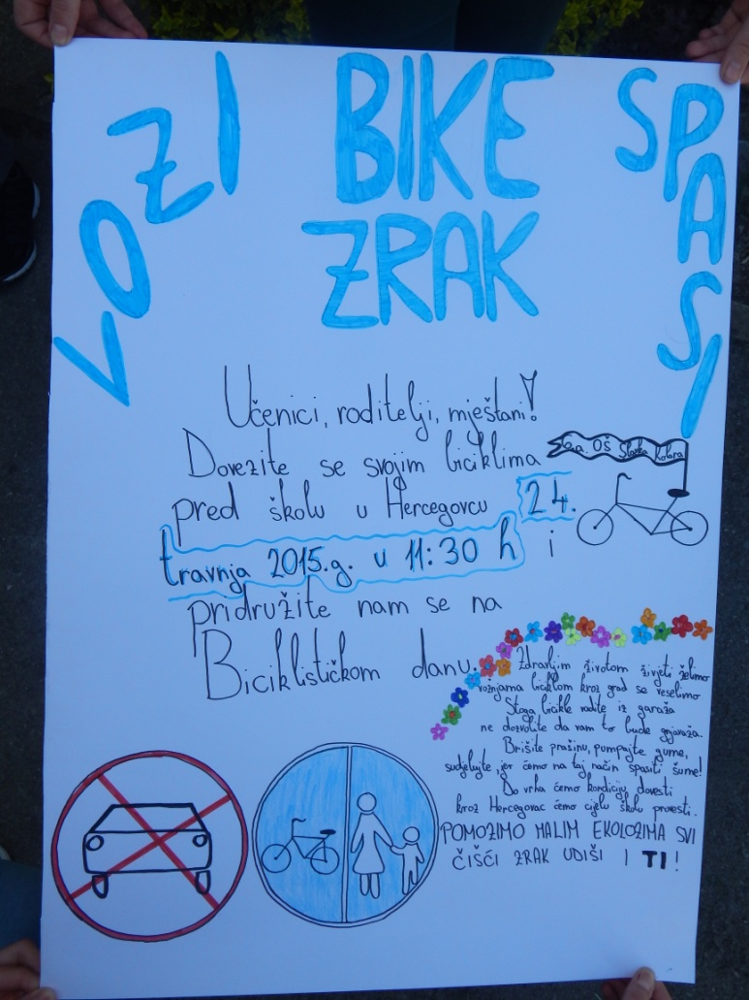 VOZI BIKE SPASI
ZRAK
Učenici, roditelji, mještani!
Dovezite se svojim biciklima
pred školu u Hercegovcu 24.
travnja 2015.g. u 11:30 h i
pridružite nam se na
Biciklističkom danu.
OŠ Slavka Kolara
Zdravljim životom živjeti želimo
vožnjama biciklom kroz grad se veselimo
Stoga bicikle vadite iz garaža
ne dozvolite da vam to bude gnjavaža.
Brišite prašinu, pumpajte gume,
sudjelujte, jer ćemo na taj način spasiti šume!
Do vrha ćemo kondiciju dovesti
kroz Hercegovac ćemo cijelu školu provesti.
POMOZIMO MALIM EKOLOZIMA SVI
ČIŠĆI ZRAK UDIŠI I TI!